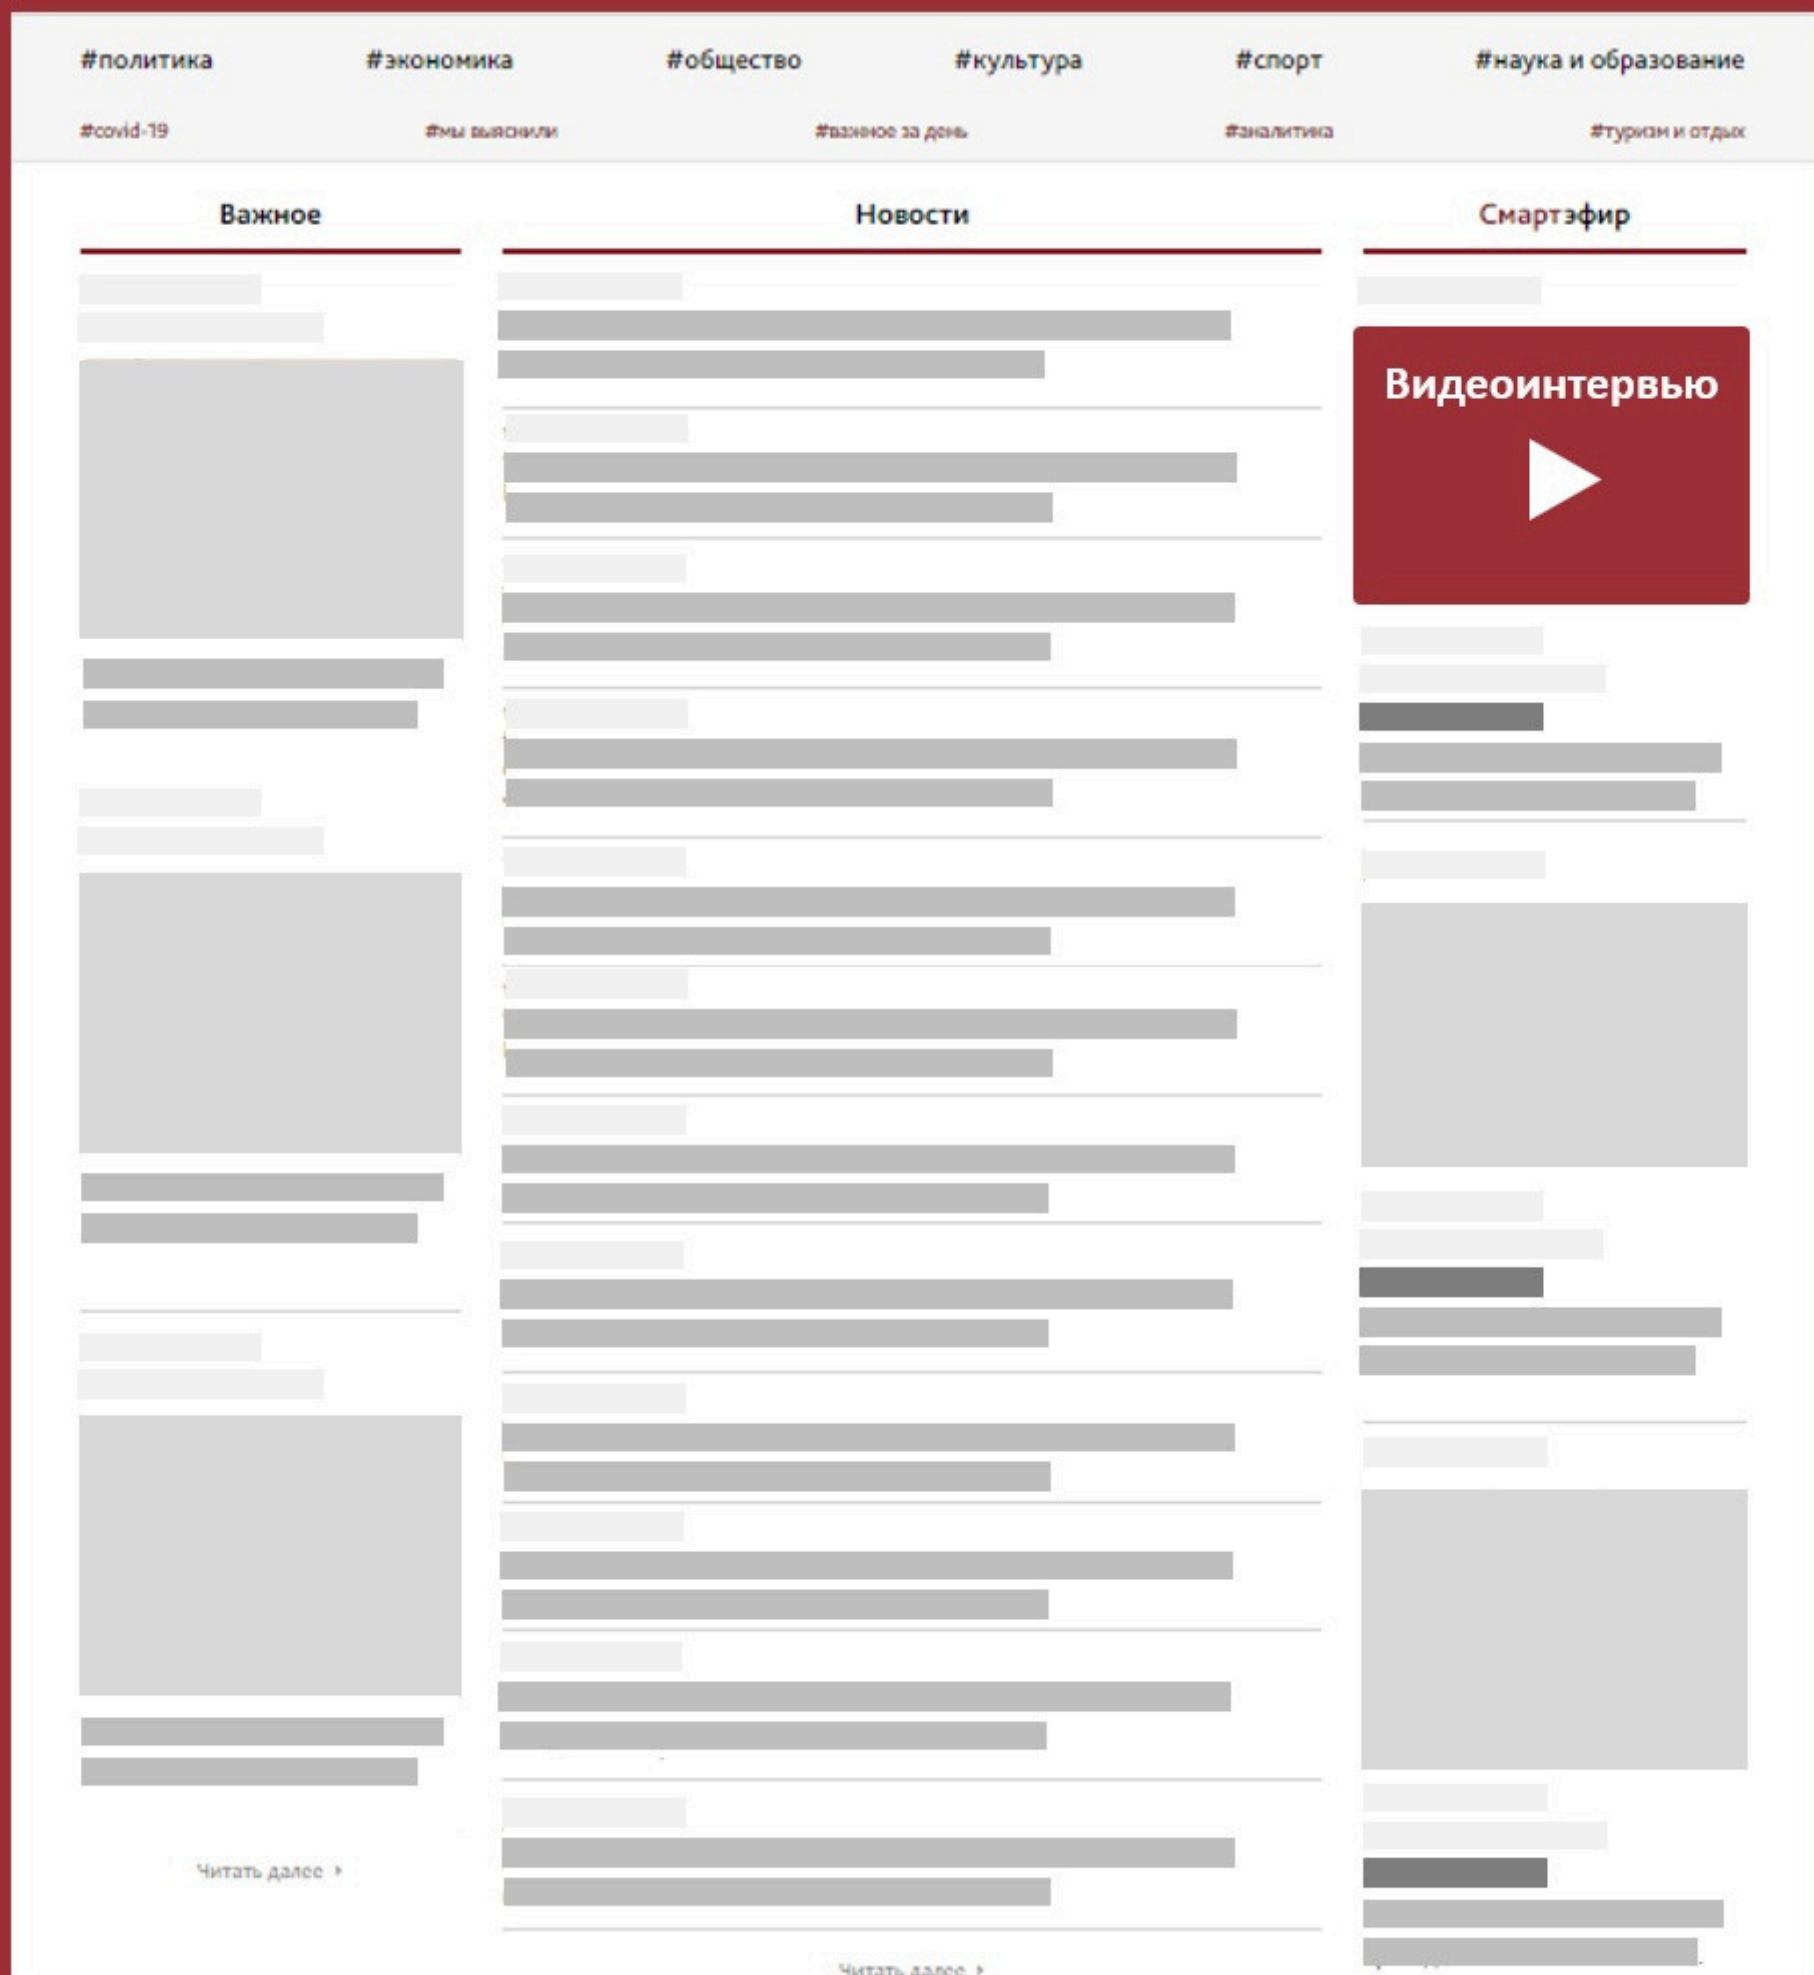 #политика #экономика #общество #культура #спорт #наука и образование
#covid-19 #мы выяснили #важное за день #аналитика #туризм и отдых
Важное Новости Смартэфир
Видеоинтервью
Читать далее
Читать далее